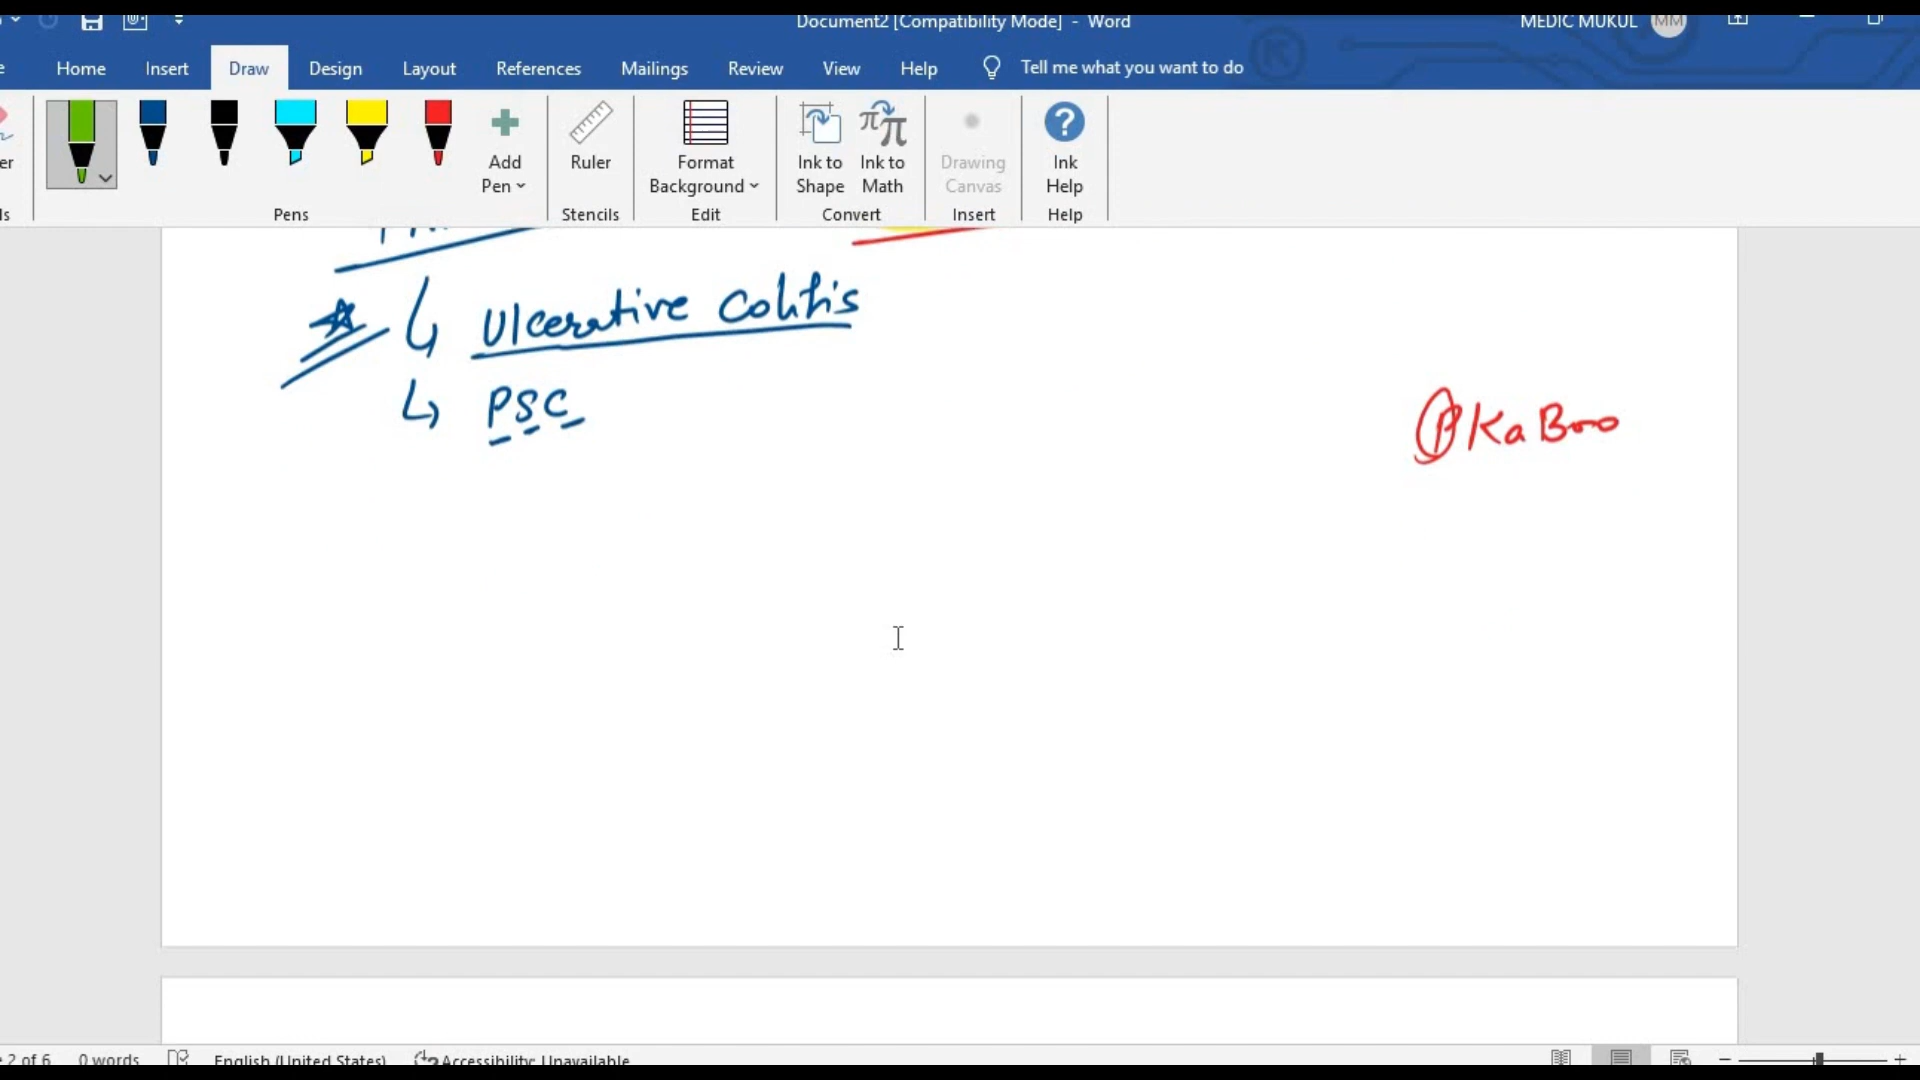 Document2 [Compatibility Mode] - Word
MEDIC MUKUL MM
Home Insert Draw Design Layout References Mailings Review View Help Tell me what you want to do
Add Pen
Ruler
Format Background
Ink to Shape
Ink to Math
Drawing Canvas
Ink Help
Pens Stencils Edit Convert Insert Help
Ulcerative Colitis
PSC
P Ka Boo
2 of 6 0 words English (United States) Accessibility: Unavailable